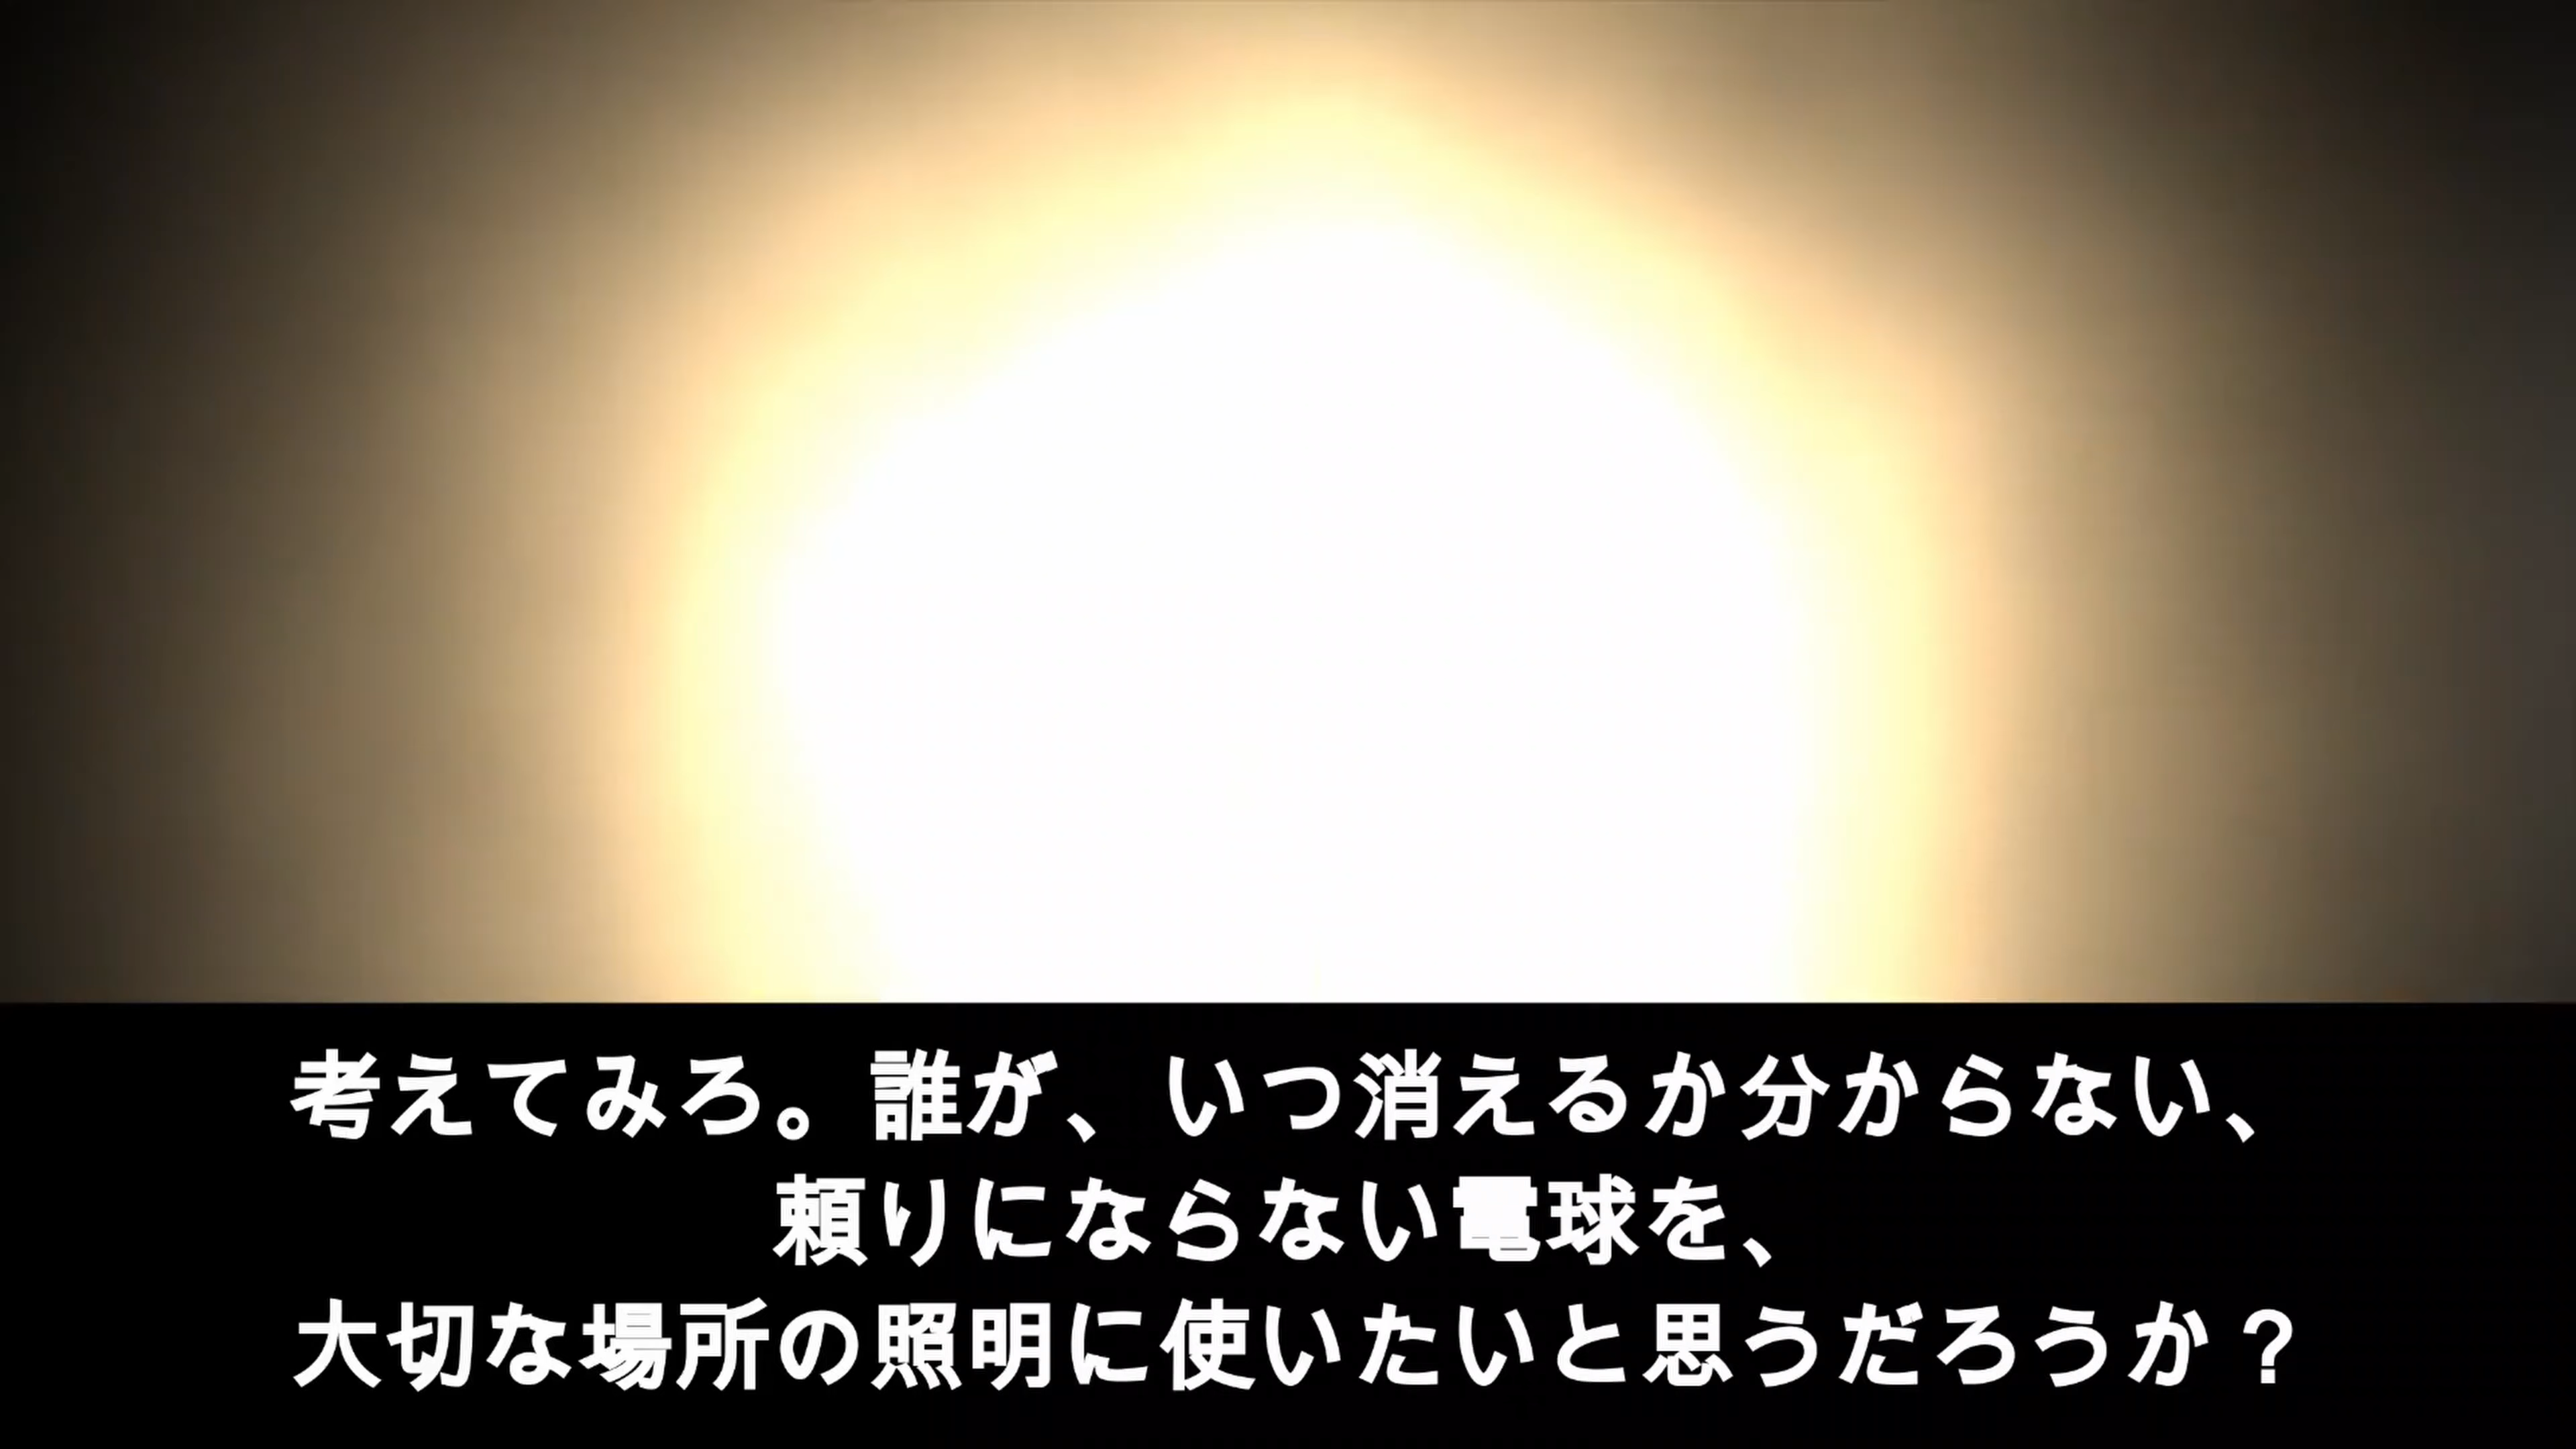 考えてみろ。誰が、いつ消えるか分からない、
頼りにならない電球を、
大切な場所の照明に使いたいと思うだろうか？